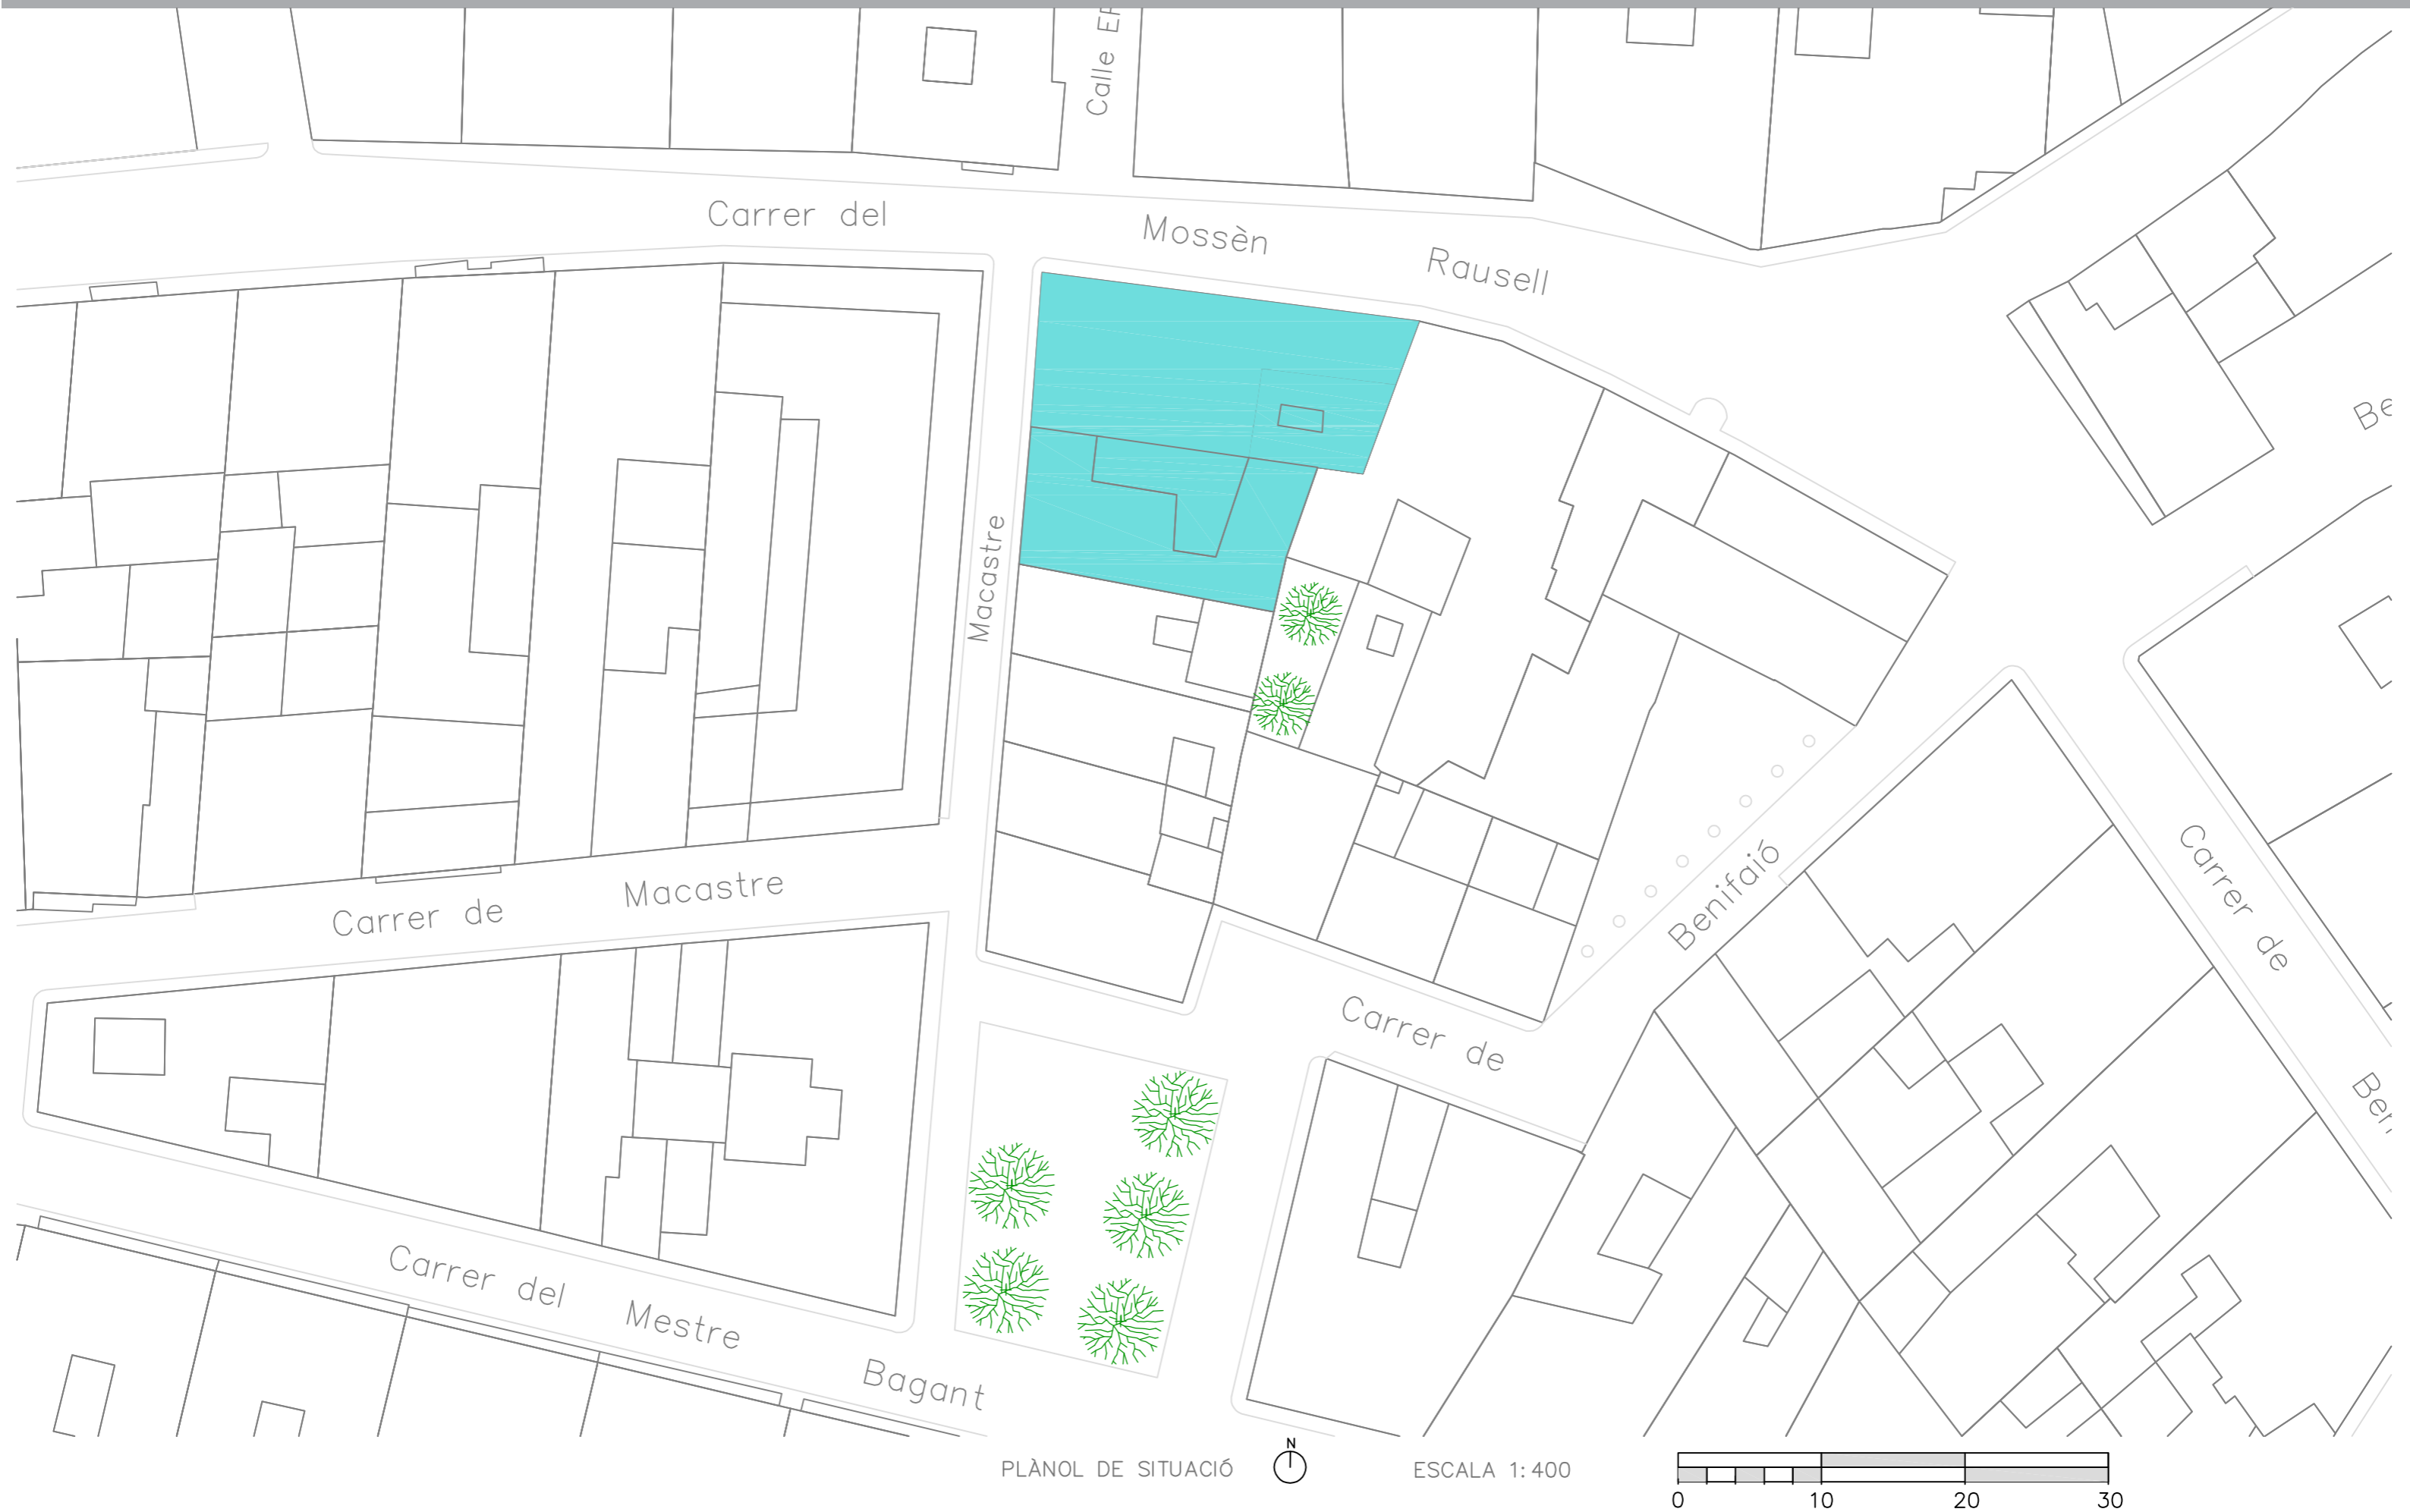 Calle
Carrer del
Mossèn
Rausell
Macastre
Carrer de
Macastre
Benifaió
Carrer de
Carrer de
Carrer del
Mestre
Bagant
PLÀNOL DE SITUACIÓ
N
ESCALA 1:400
0 10 20 30